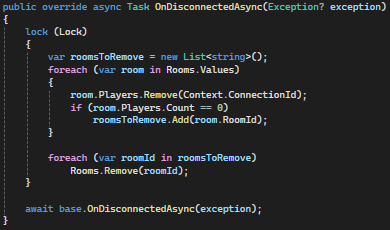 public override async Task OnDisconnectedAsync(Exception? exception)
{
    lock (Lock)
    {
        var roomsToRemove = new List<string>();
        foreach (var room in Rooms.Values)
        {
            room.Players.Remove(Context.ConnectionId);
            if (room.Players.Count == 0)
                roomsToRemove.Add(room.RoomId);
        }

        foreach (var roomId in roomsToRemove)
            Rooms.Remove(roomId);
    }

    await base.OnDisconnectedAsync(exception);
}